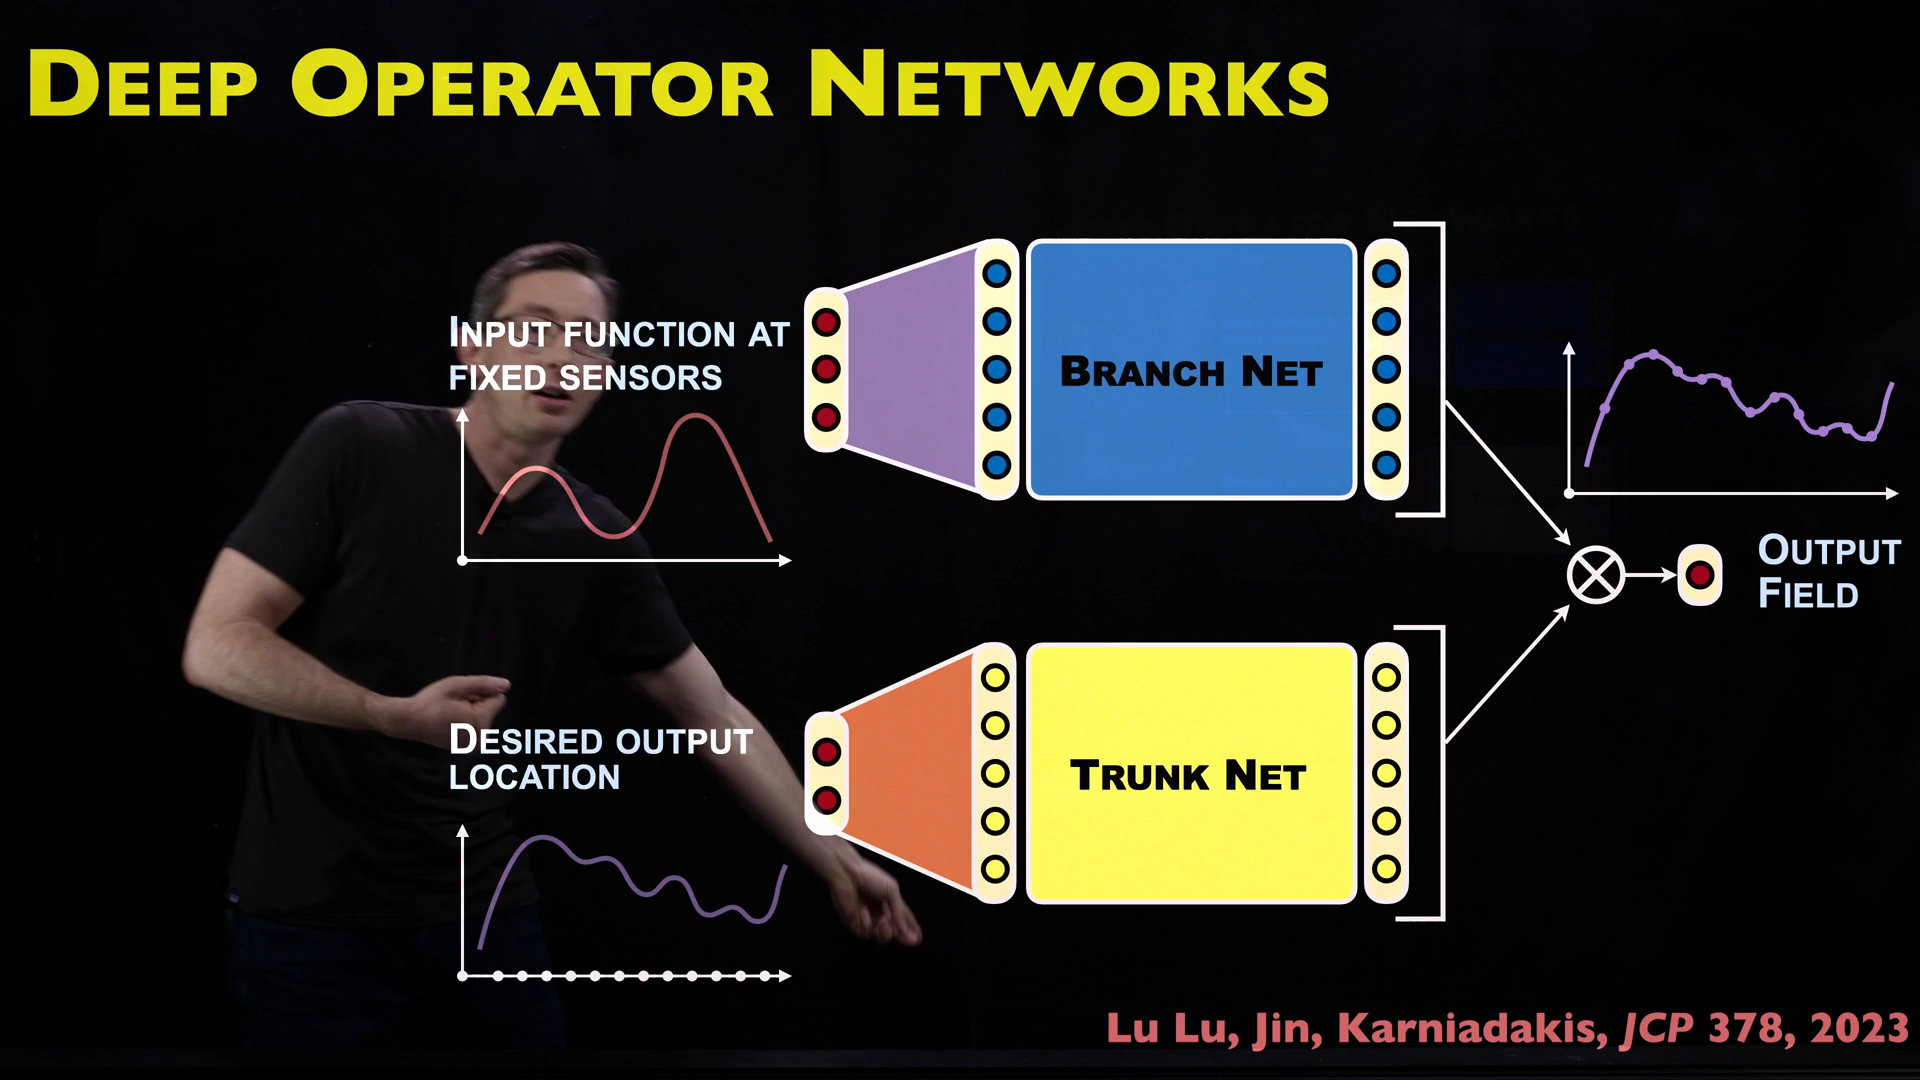 DEEP OPERATOR NETWORKS
INPUT FUNCTION AT
FIXED SENSORS
BRANCH NET
OUTPUT
FIELD
DESIRED OUTPUT
LOCATION
TRUNK NET
Lu Lu, Jin, Karniadakis, JCP 378, 2023